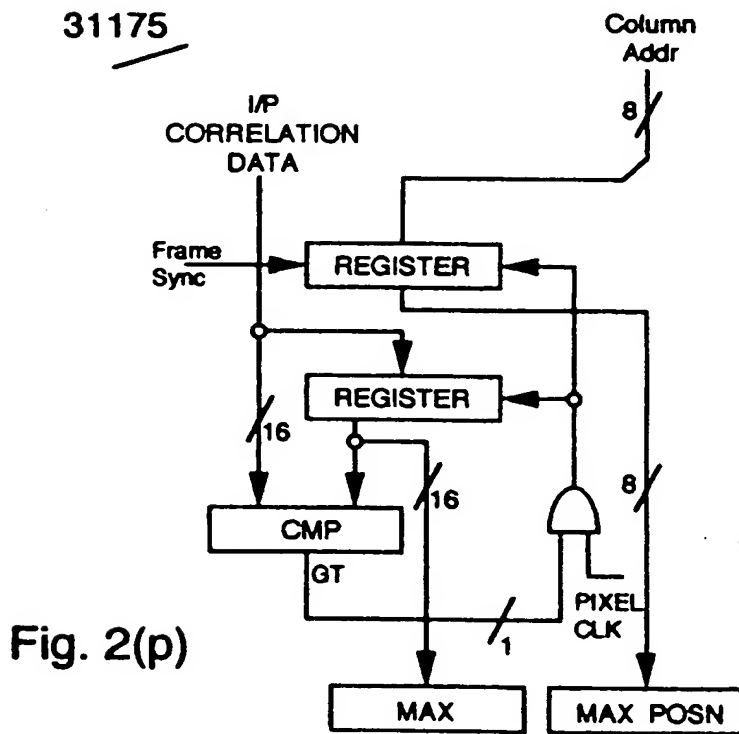 31175
Column
Addr
8
I/P
CORRELATION
DATA
Frame
Sync
REGISTER
REGISTER
16
16
8
CMP
GT
1
PIXEL
CLK
Fig. 2(p)
MAX
MAX POSN